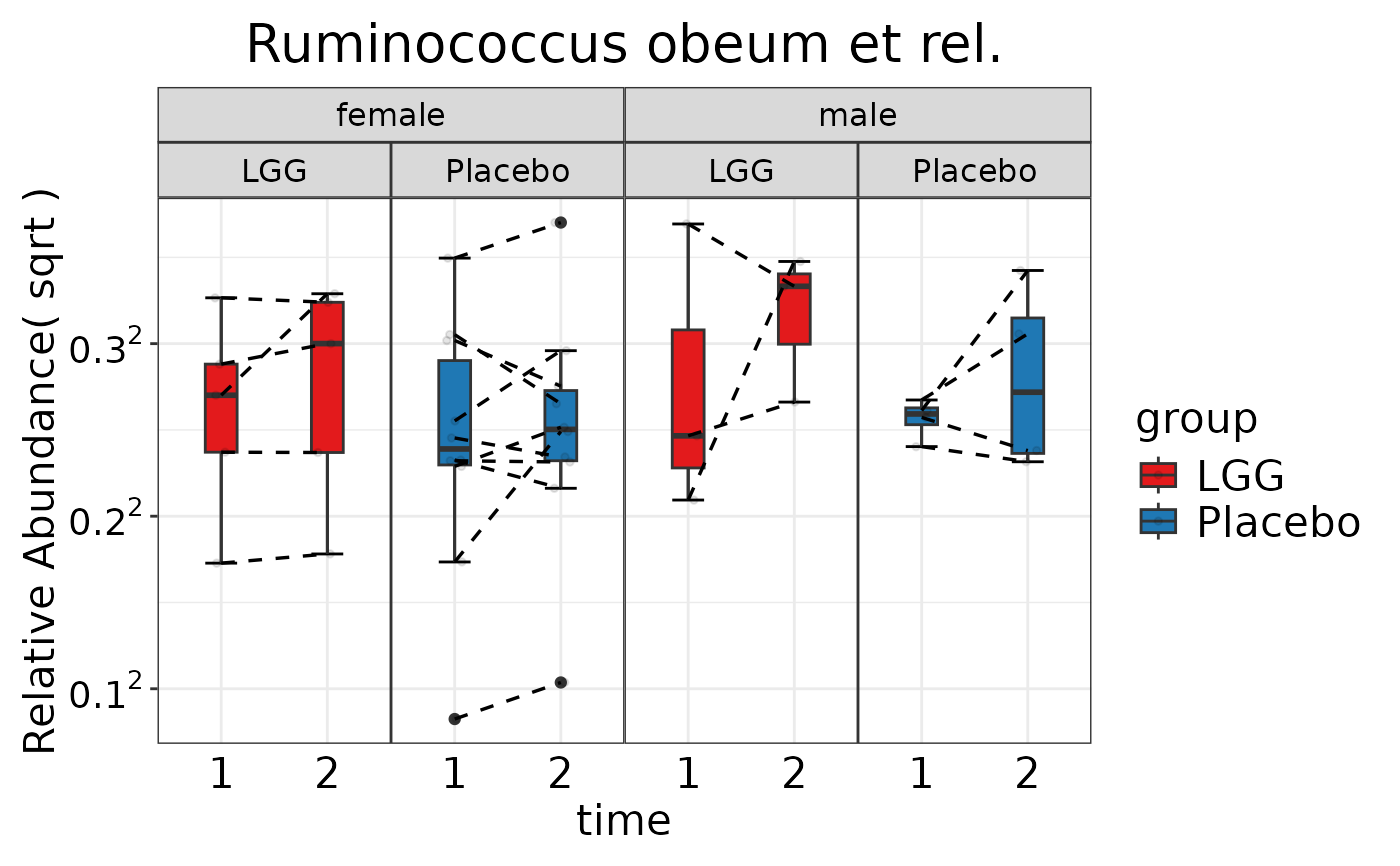 Ruminococcus obeum et rel.
female male
LGG Placebo LGG Placebo
Relative Abundance( sqrt )
0.3²
0.2²
0.1²
1 2 1 2 1 2 1 2
time
group
LGG
Placebo